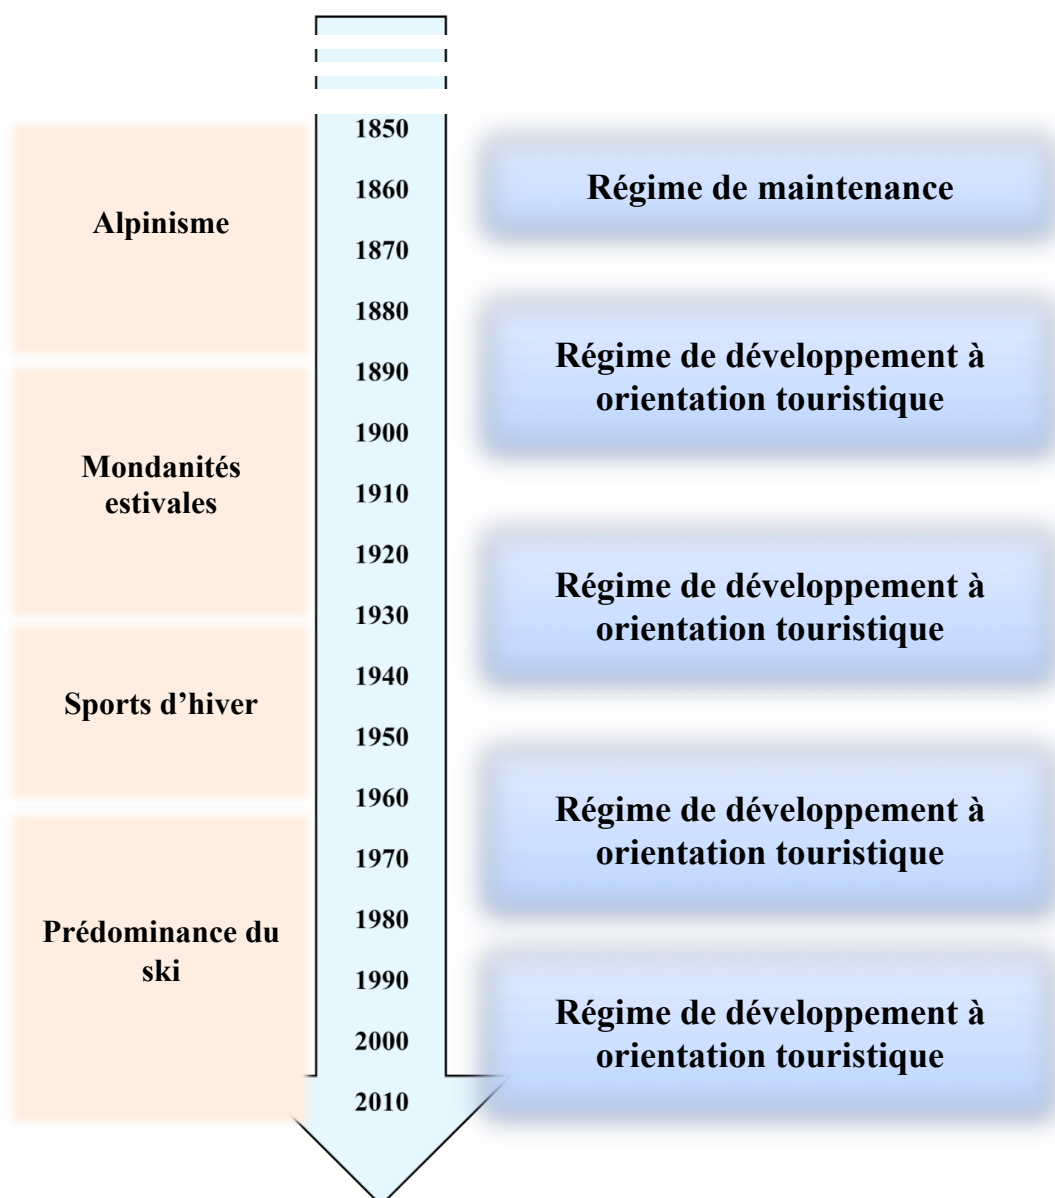 Alpinisme
Mondanités
estivales
Sports d’hiver
Prédominance du
ski
1850
1860
1870
1880
1890
1900
1910
1920
1930
1940
1950
1960
1970
1980
1990
2000
2010
Régime de maintenance
Régime de développement à
orientation touristique
Régime de développement à
orientation touristique
Régime de développement à
orientation touristique
Régime de développement à
orientation touristique